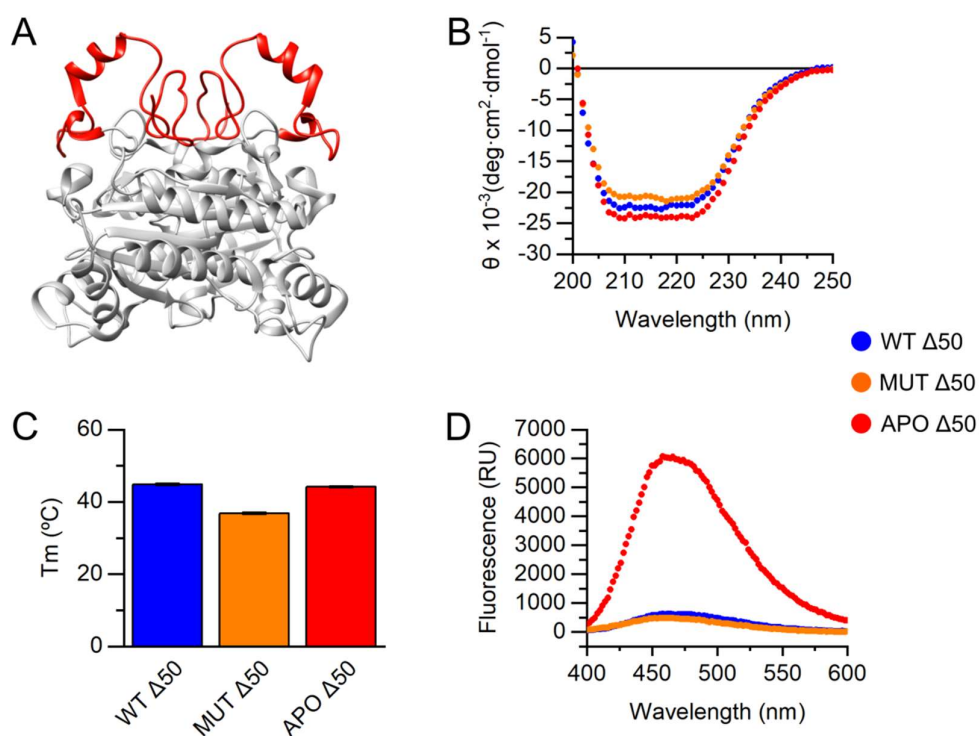 A
B
θ x 10⁻³(deg·cm²·dmol⁻¹)
5
0
-5
-10
-15
-20
-25
-30
200 210 220 230 240 250
Wavelength (nm)
WT Δ50
MUT Δ50
APO Δ50
C
Tm (ºC)
60
40
20
0
WT Δ50
MUT Δ50
APO Δ50
D
Fluorescence (RU)
7000
6000
5000
4000
3000
2000
1000
0
400 450 500 550 600
Wavelength (nm)